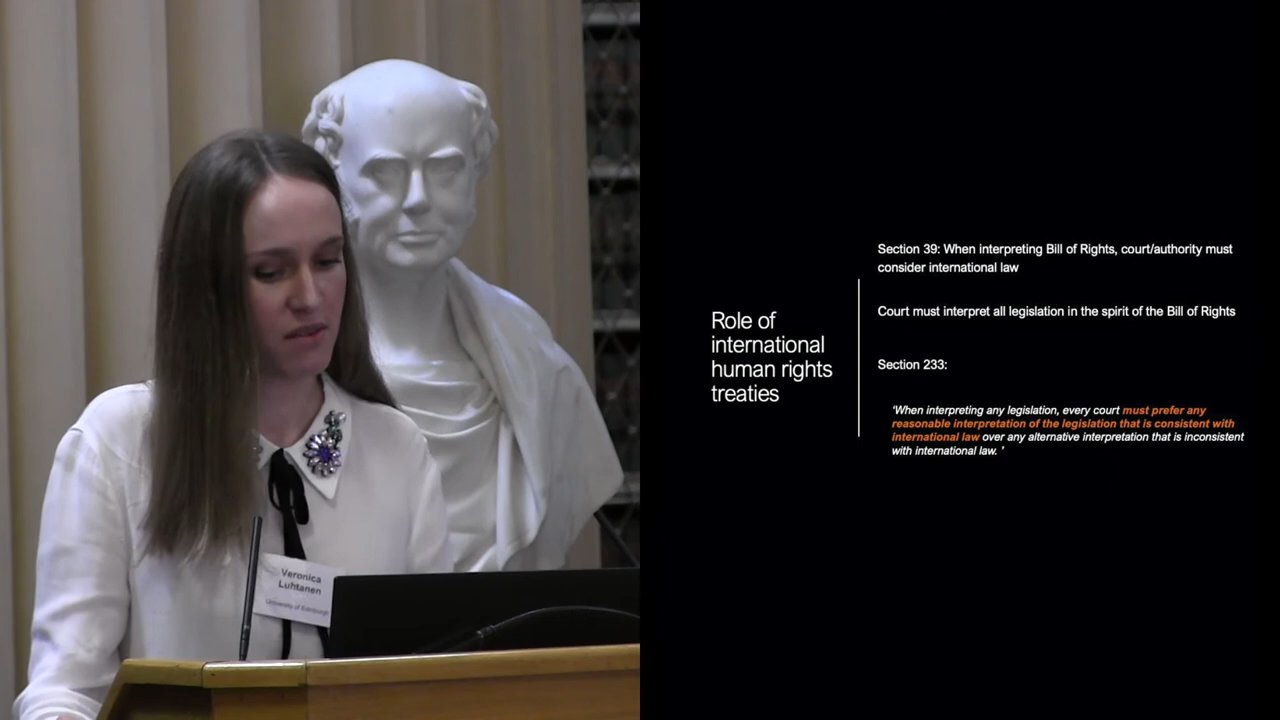 Veronica
Luhtanen
University of Edinburgh
Role of
international
human rights
treaties
Section 39: When interpreting Bill of Rights, court/authority must
consider international law
Court must interpret all legislation in the spirit of the Bill of Rights
Section 233:
‘When interpreting any legislation, every court must prefer any
reasonable interpretation of the legislation that is consistent with
international law over any alternative interpretation that is inconsistent
with international law. ’